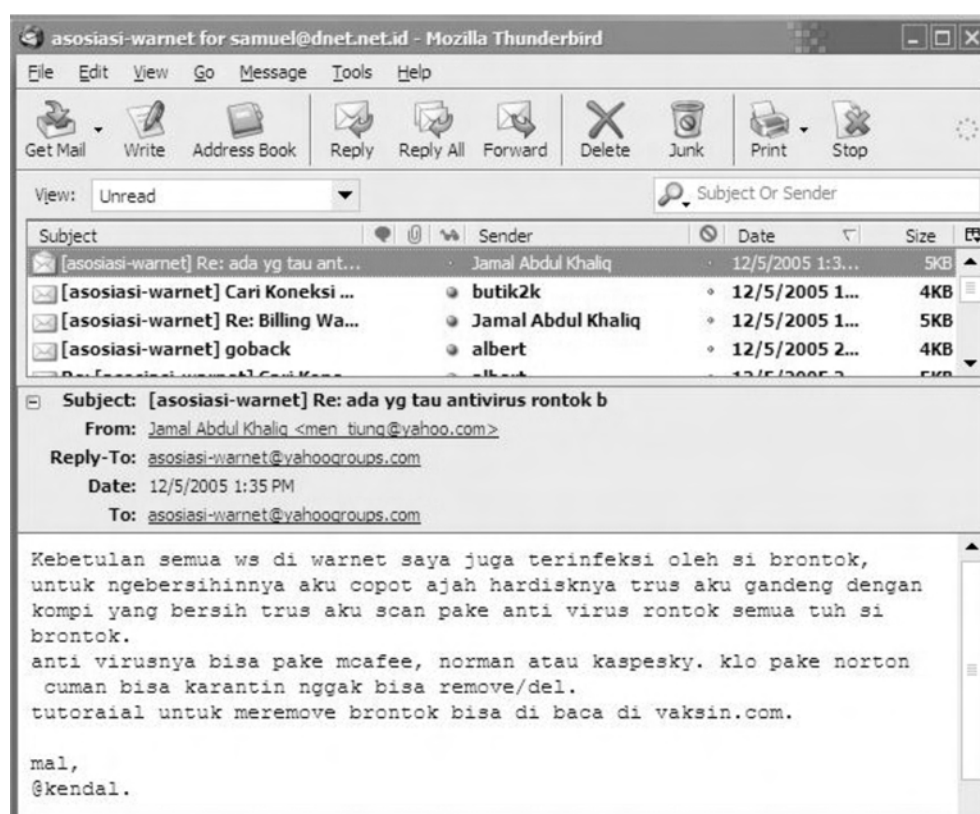 asosiasi-warnet for samuel@dnet.net.id - Mozilla Thunderbird
File Edit View Go Message Tools Help
Get Mail Write Address Book Reply Reply All Forward Delete Junk Print Stop
View: Unread Subject Or Sender
Subject Sender Date Size
[asosiasi-warnet] Re: ada yg tau ant... Jamal Abdul Khaliq 12/5/2005 1:3... 5KB
[asosiasi-warnet] Cari Koneksi ... butik2k 12/5/2005 1... 4KB
[asosiasi-warnet] Re: Billing Wa... Jamal Abdul Khaliq 12/5/2005 1... 5KB
[asosiasi-warnet] goback albert 12/5/2005 2... 4KB
Subject: [asosiasi-warnet] Re: ada yg tau antivirus rontok b
From: Jamal Abdul Khaliq <men_tiung@yahoo.com>
Reply-To: asosiasi-warnet@yahoogroups.com
Date: 12/5/2005 1:35 PM
To: asosiasi-warnet@yahoogroups.com
Kebetulan semua ws di warnet saya juga terinfeksi oleh si brontok,
untuk ngebersihinnya aku copot ajah hardisknya trus aku gandeng dengan
kompi yang bersih trus aku scan pake anti virus rontok semua tuh si
brontok.
anti virusnya bisa pake mcafee, norman atau kaspesky. klo pake norton
cuman bisa karantin nggak bisa remove/del.
tutoraial untuk meremove brontok bisa di baca di vaksin.com.
mal,
@kendal.